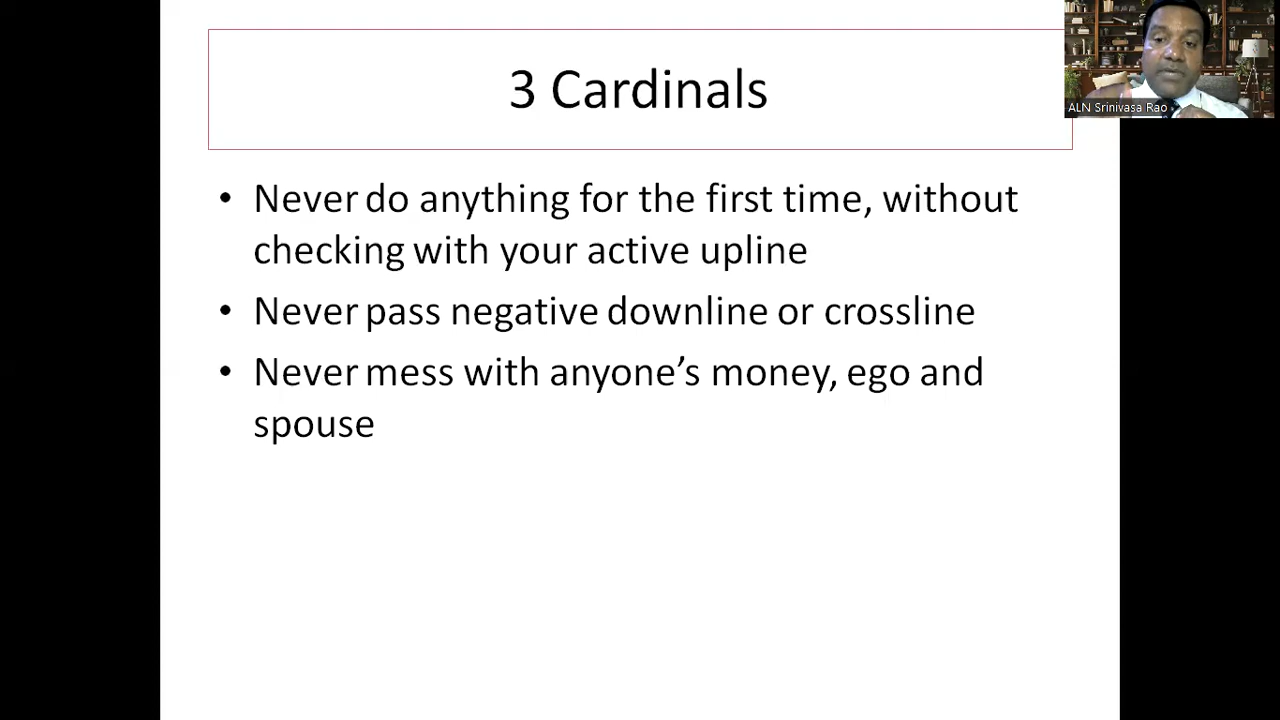 3 Cardinals
ALN Srinivasa Rao
• Never do anything for the first time, without
checking with your active upline
• Never pass negative downline or crossline
• Never mess with anyone’s money, ego and
spouse